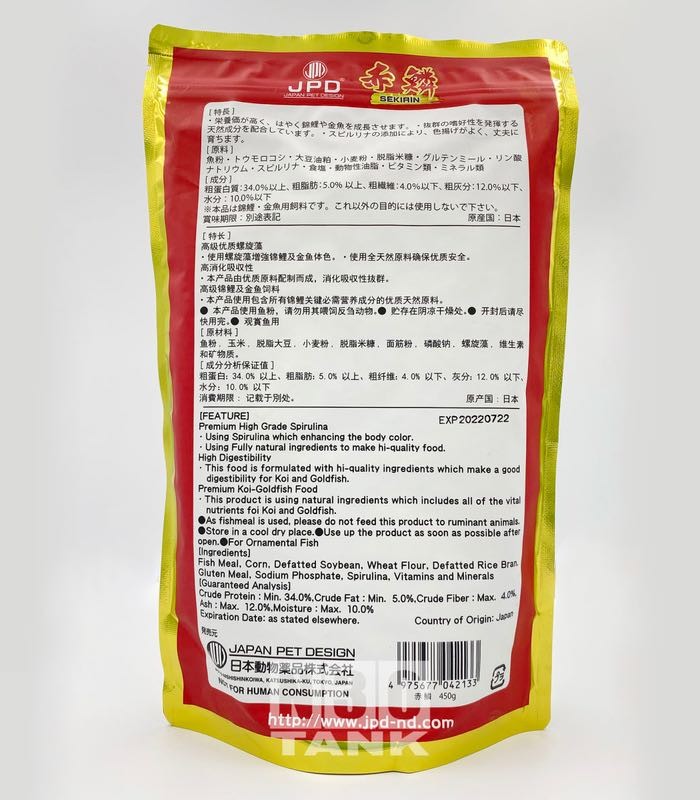 JPD
JAPAN PET DESIGN
赤鱗
SEKIRIN
[特長]
・栄養価が高く、はやく錦鯉や金魚を成長させます。・抜群の嗜好性を発揮する
天然成分を配合しています。・スピルリナの添加により、色揚げがよく、丈夫に
育ちます。
[原料]
魚粉・トウモロコシ・大豆油粕・小麦粉・脱脂米糠・グルテンミール・リン酸
ナトリウム・スピルリナ・食塩・動物性油脂・ビタミン類・ミネラル類
[成分]
粗蛋白質:34.0%以上、粗脂肪:5.0% 以上、粗繊維:4.0%以下、粗灰分:12.0%以下、
水分:10.0%以下
※本品は錦鯉・金魚用飼料です。これ以外の目的には使用しないで下さい。
賞味期限:別途表記 原産国:日本
[特长]
高级优质螺旋藻
・使用螺旋藻增強锦鲤及金鱼体色。・使用全天然原料确保优质安全。
高消化吸收性
・本产品由优质原料配制而成，消化吸收性抜群。
高级锦鲤及金鱼饲料
・本产品使用包含所有锦鲤关键必需营养成分的优质天然原料。
● 本产品使用鱼粉，请勿用其喂饲反刍动物。● 贮存在阴凉干燥处。● 开封后请尽
快用完。● 观賞鱼用
[原材料]
鱼粉．玉米．脱脂大豆．小麦粉．脱脂米糠．面筋粉．磷酸钠．螺旋藻．维生素
和矿物质。
[成分分析保证值]
粗蛋白:34.0% 以上、粗脂肪:5.0% 以上、粗纤维:4.0% 以下、灰分:12.0% 以下、
水分:10.0% 以下
消費期限：记载于別处。 原产国:日本
[FEATURE]
EXP20220722
Premium High Grade Spirulina
・Using Spirulina which enhancing the body color.
・Using Fully natural ingredients to make hi-quality food.
High Digestibility
・This food is formulated with hi-quality ingredients which make a good
digestibility for Koi and Goldfish.
Premium Koi-Goldfish Food
・This product is using natural ingredients which includes all of the vital
nutrients foi Koi and Goldfish.
●As fishmeal is used, please do not feed this product to ruminant animals.
●Store in a cool dry place.●Use up the product as soon as possible after
open.●For Ornamental Fish
[Ingredients]
Fish Meal, Corn, Defatted Soybean, Wheat Flour, Defatted Rice Bran,
Gluten Meal, Sodium Phosphate, Spirulina, Vitamins and Minerals
[Guaranteed Analysis]
Crude Protein : Min. 34.0%,Crude Fat : Min. 5.0%,Crude Fiber : Max. 4.0%,
Ash : Max. 12.0%,Moisture : Max. 10.0%
Expiration Date: as stated elsewhere. Country of Origin: Japan
発売元
JAPAN PET DESIGN
日本動物薬品株式会社
HIGASHISHINKOIWA, KATSUSHIKA-KU, TOKYO, JAPAN
NOT FOR HUMAN CONSUMPTION
4 975677 042133
赤鱗 450g
http://www.jpd-nd.com
TANK